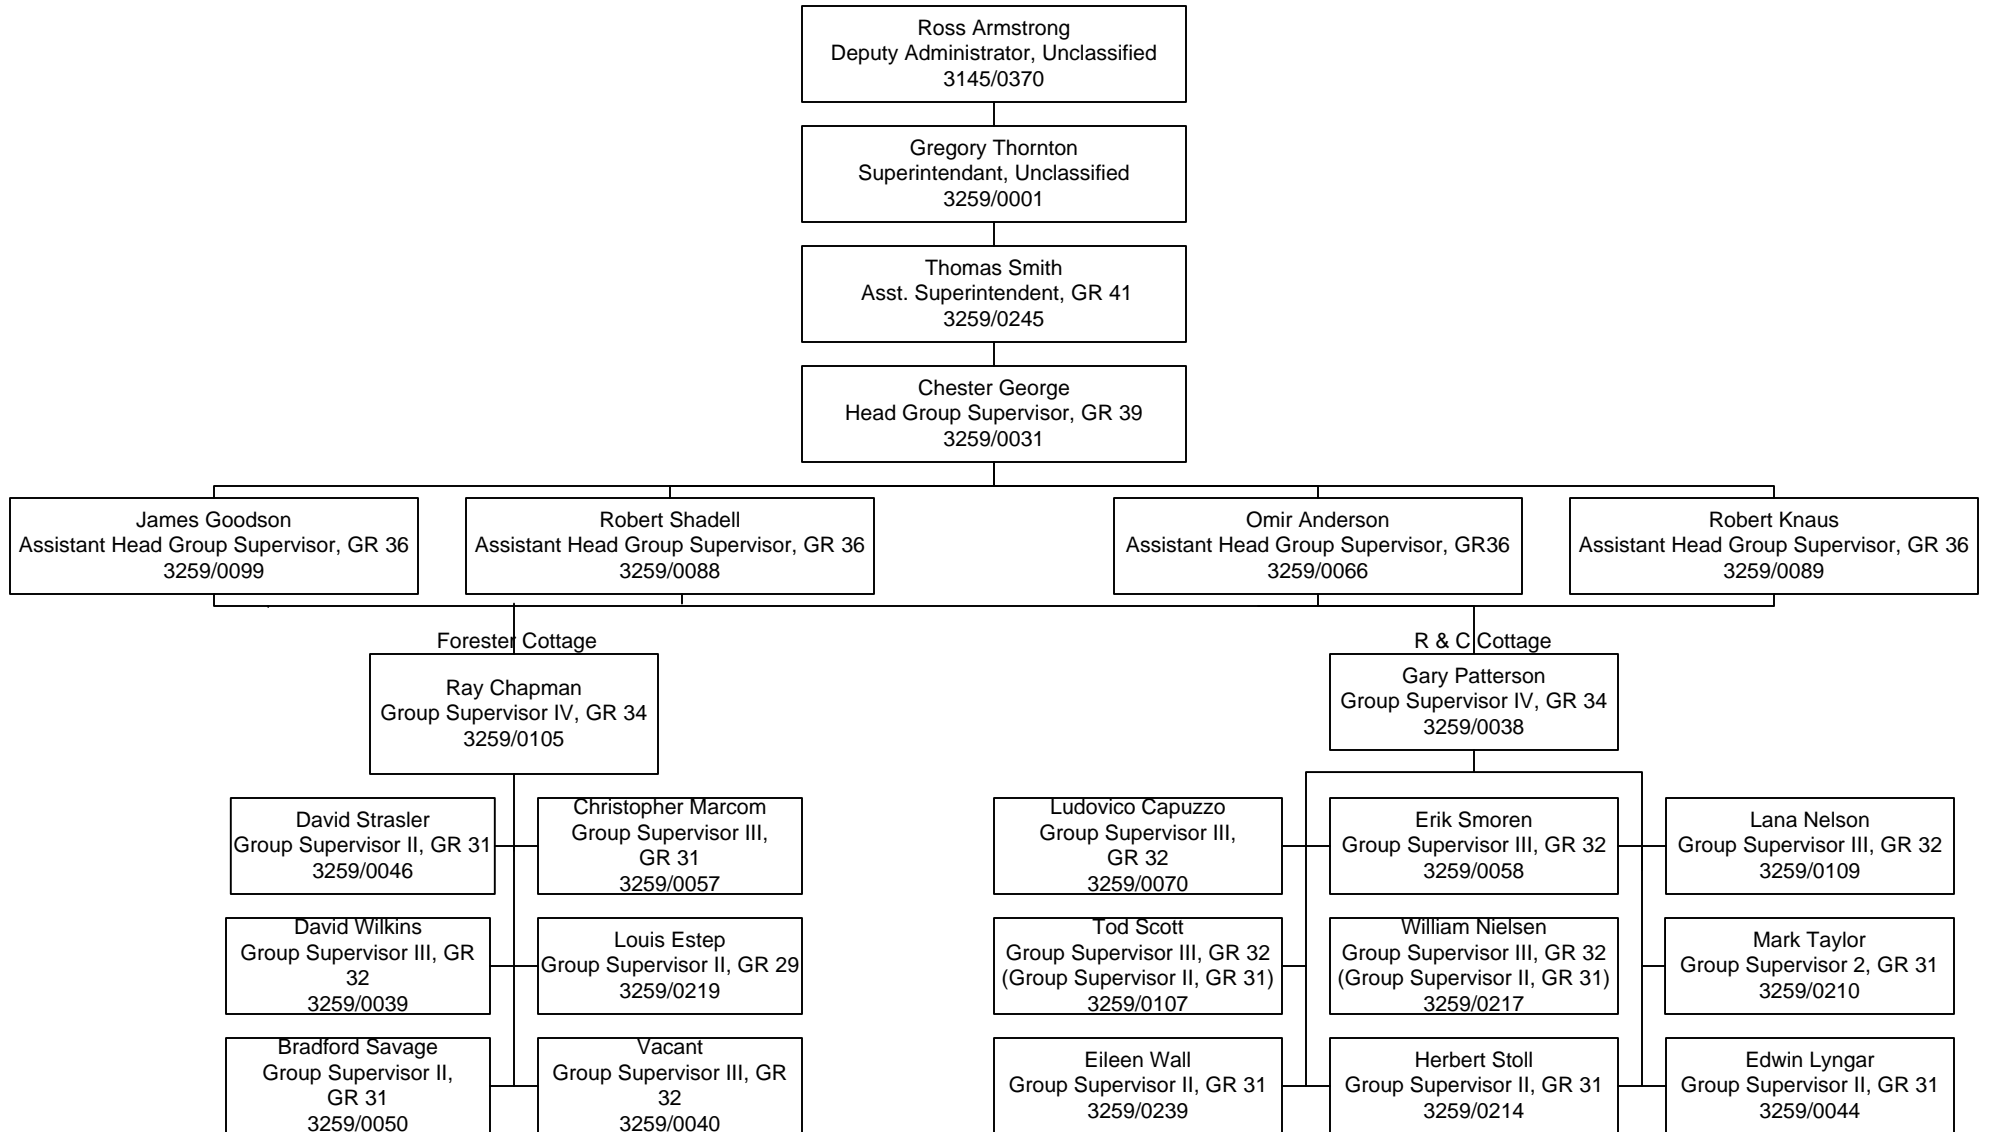 Ross Armstrong
Deputy Administrator, Unclassified
3145/0370
Gregory Thornton
Superintendant, Unclassified
3259/0001
Thomas Smith
Asst. Superintendent, GR 41
3259/0245
Chester George
Head Group Supervisor, GR 39
3259/0031
James Goodson
Assistant Head Group Supervisor, GR 36
3259/0099
Robert Shadell
Assistant Head Group Supervisor, GR 36
3259/0088
Omir Anderson
Assistant Head Group Supervisor, GR36
3259/0066
Robert Knaus
Assistant Head Group Supervisor, GR 36
3259/0089
Forester Cottage
Ray Chapman
Group Supervisor IV, GR 34
3259/0105
R & C Cottage
Gary Patterson
Group Supervisor IV, GR 34
3259/0038
David Strasler
Group Supervisor II, GR 31
3259/0046
Christopher Marcom
Group Supervisor III,
GR 31
3259/0057
Ludovico Capuzzo
Group Supervisor III,
GR 32
3259/0070
Erik Smoren
Group Supervisor III, GR 32
3259/0058
Lana Nelson
Group Supervisor III, GR 32
3259/0109
David Wilkins
Group Supervisor III, GR
32
3259/0039
Louis Estep
Group Supervisor II, GR 29
3259/0219
Tod Scott
Group Supervisor III, GR 32
(Group Supervisor II, GR 31)
3259/0107
William Nielsen
Group Supervisor III, GR 32
(Group Supervisor II, GR 31)
3259/0217
Mark Taylor
Group Supervisor 2, GR 31
3259/0210
Bradford Savage
Group Supervisor II,
GR 31
3259/0050
Vacant
Group Supervisor III, GR
32
3259/0040
Eileen Wall
Group Supervisor II, GR 31
3259/0239
Herbert Stoll
Group Supervisor II, GR 31
3259/0214
Edwin Lyngar
Group Supervisor II, GR 31
3259/0044